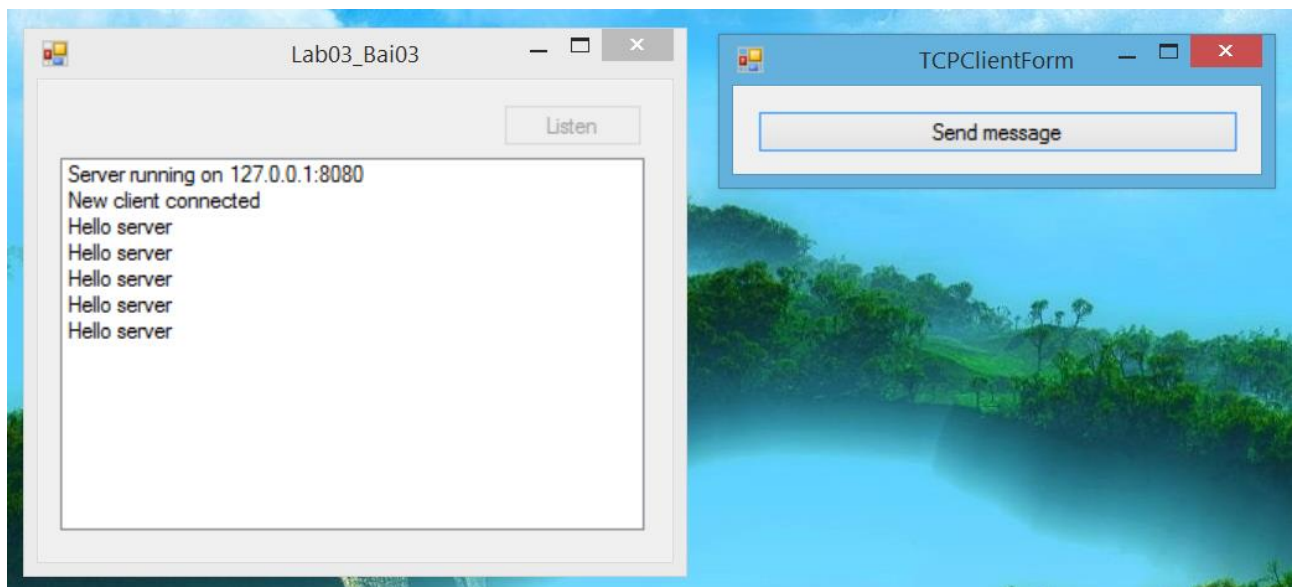 Lab03_Bai03
Listen
Server running on 127.0.0.1:8080
New client connected
Hello server
Hello server
Hello server
Hello server
Hello server
TCPClientForm
Send message